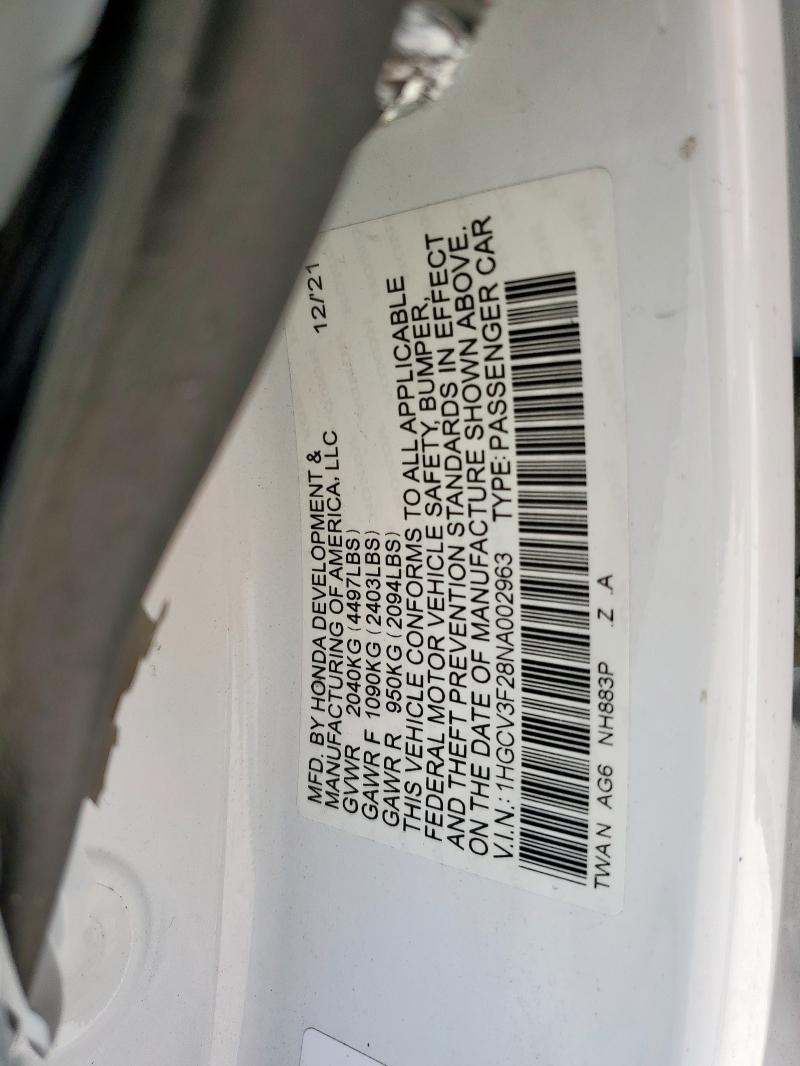 MFD. BY HONDA DEVELOPMENT &
MANUFACTURING OF AMERICA, LLC 12/'21
GVWR 2040KG (4497LBS)
GAWR F 1090KG (2403LBS)
GAWR R 950KG (2094LBS)
THIS VEHICLE CONFORMS TO ALL APPLICABLE
FEDERAL MOTOR VEHICLE SAFETY, BUMPER,
AND THEFT PREVENTION STANDARDS IN EFFECT
ON THE DATE OF MANUFACTURE SHOWN ABOVE.
V.I.N.: 1HGCV3F28NA002963 TYPE: PASSENGER CAR
TWAN AG6 NH883P .Z .A